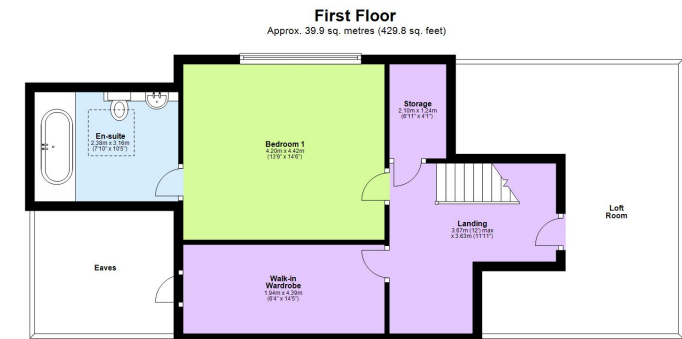 First Floor
Approx. 39.9 sq. metres (429.8 sq. feet)
Storage
2.10m x 1.24m
(6'11" x 4'1")
En-suite
2.38m x 3.16m
(7'10" x 10'5")
Bedroom 1
4.20m x 4.42m
(13'9" x 14'6")
Landing
3.67m (12') max
x 3.63m (11'11")
Loft
Room
Eaves
Walk-in
Wardrobe
1.94m x 4.39m
(6'4" x 14'5")